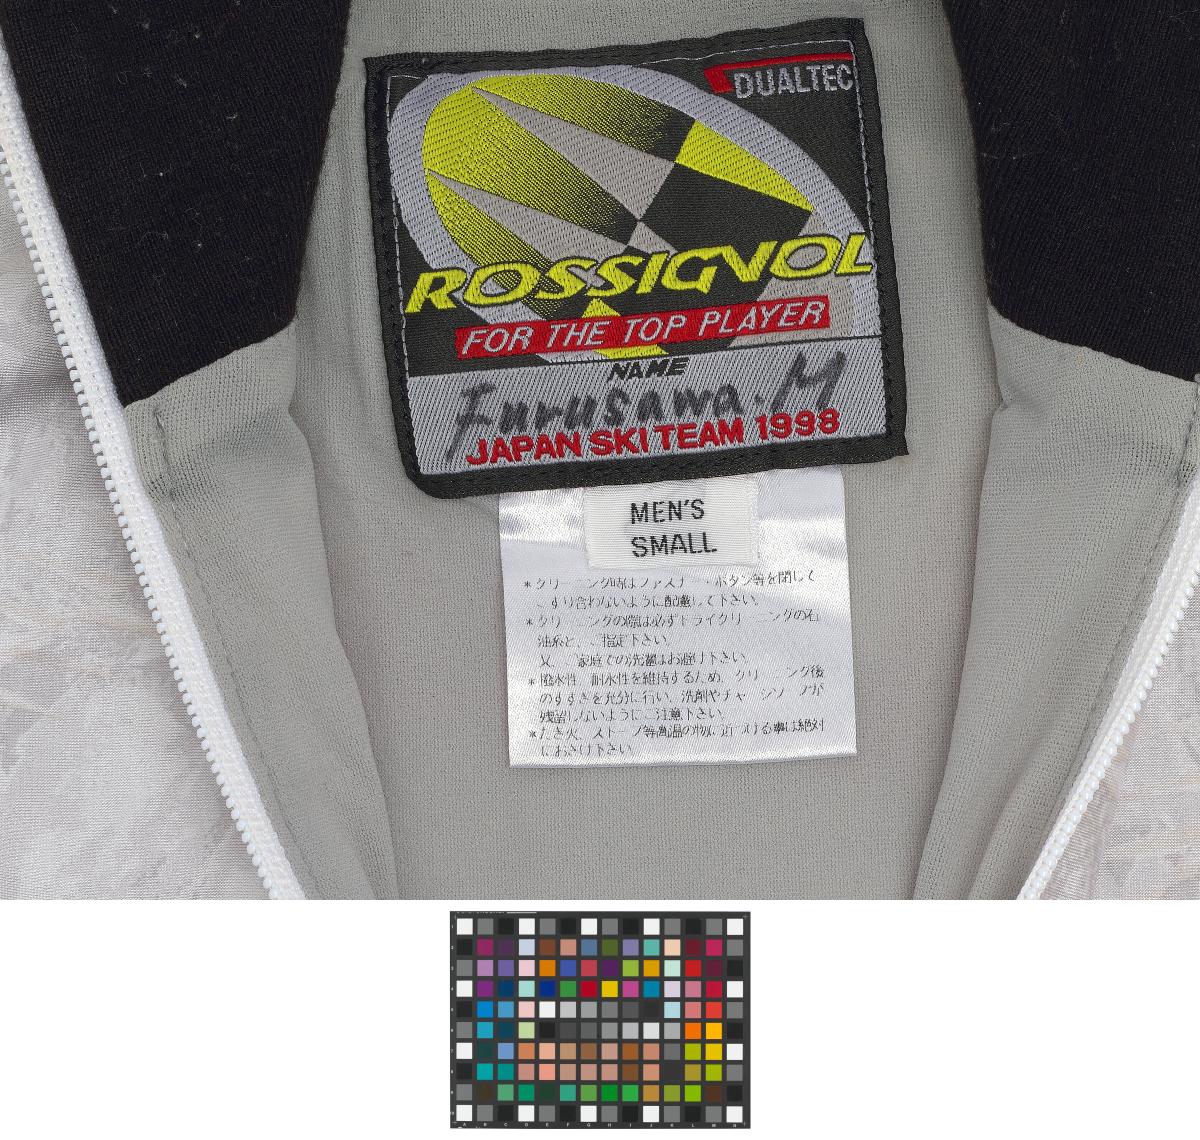 DUALTEC
ROSSIGNOL
FOR THE TOP PLAYER
NAME
Furusawa.M
JAPAN SKI TEAM 1998
MEN'S
SMALL
*クリーニング時はファスナー・ボタン等を閉じて
こすり合わないように配慮して下さい。
*クリーニングの際は必ずドライクリーニングの石
油系と、ご指定下さい。
又、ご家庭での洗濯はお避け下さい。
*撥水性、耐水性を維持するため、クリーニング後
のすすぎを充分に行い、洗剤やチャージソープが
残留しないようにご注意下さい。
*たき火、ストーブ等高温の物に近づける事は絶対
におさけ下さい。